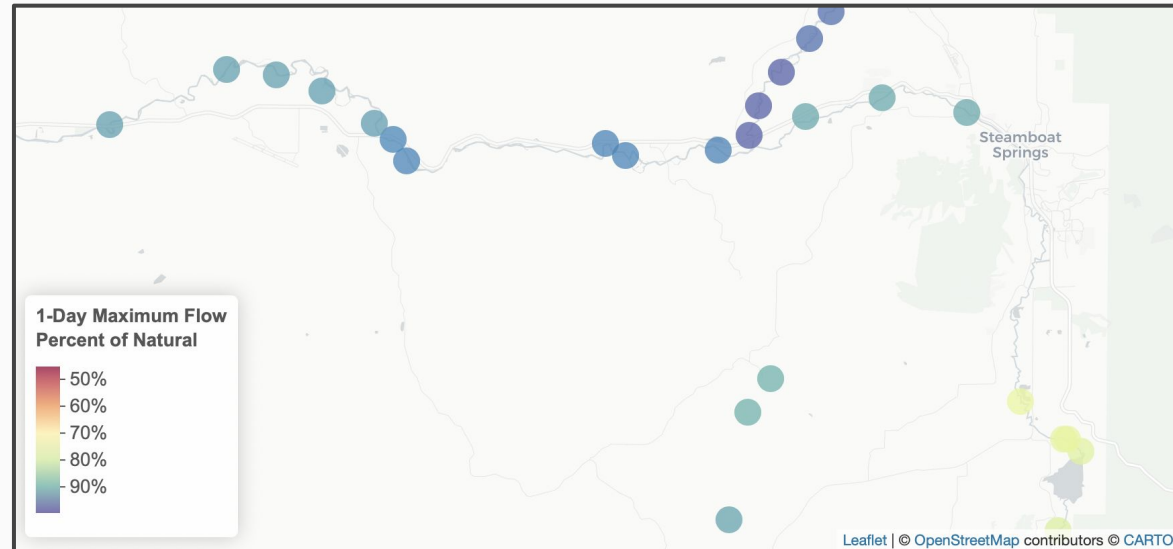 Steamboat
Springs
1-Day Maximum Flow
Percent of Natural
50%
60%
70%
80%
90%
Leaflet | © OpenStreetMap contributors © CARTO